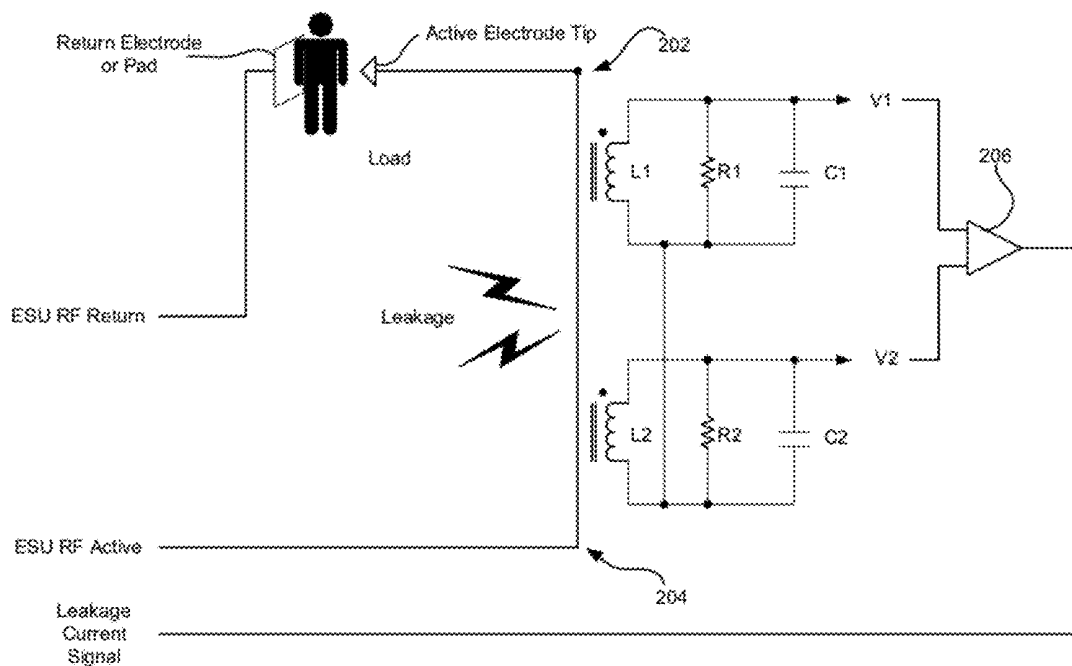 Return Electrode
or Pad
Active Electrode Tip
202
Load
L1
R1
C1
V1
206
ESU RF Return
Leakage
L2
R2
C2
V2
ESU RF Active
204
Leakage
Current
Signal